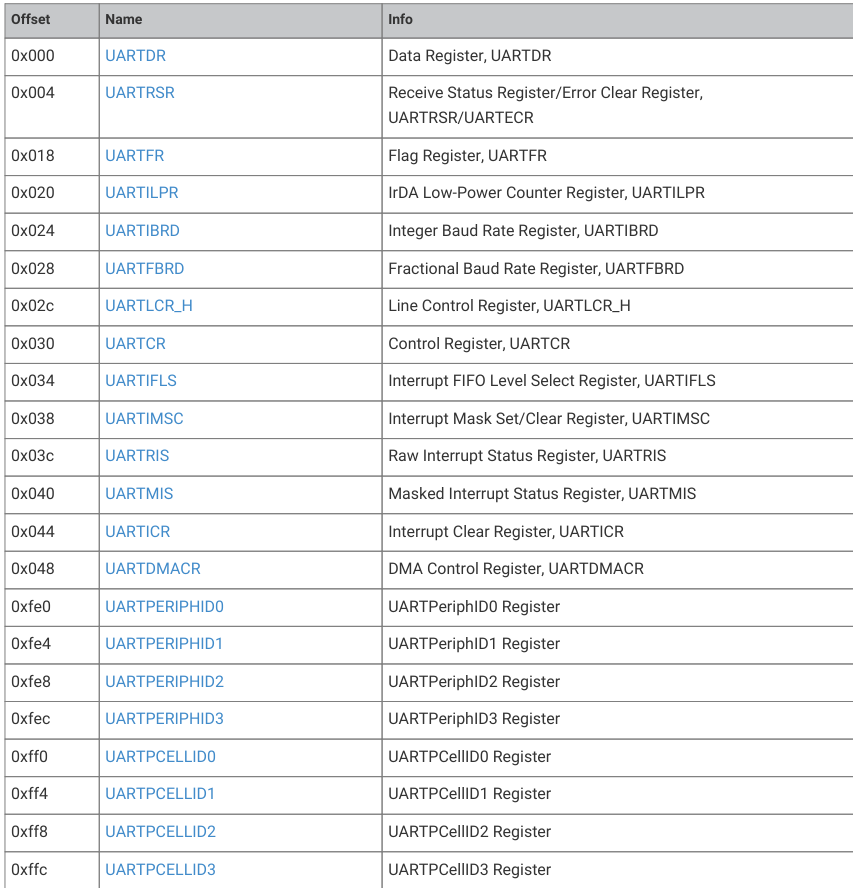 Offset Name Info
0x000 UARTDR Data Register, UARTDR
0x004 UARTRSR Receive Status Register/Error Clear Register,
UARTRSR/UARTECR
0x018 UARTFR Flag Register, UARTFR
0x020 UARTILPR IrDA Low-Power Counter Register, UARTILPR
0x024 UARTIBRD Integer Baud Rate Register, UARTIBRD
0x028 UARTFBRD Fractional Baud Rate Register, UARTFBRD
0x02c UARTLCR_H Line Control Register, UARTLCR_H
0x030 UARTCR Control Register, UARTCR
0x034 UARTIFLS Interrupt FIFO Level Select Register, UARTIFLS
0x038 UARTIMSC Interrupt Mask Set/Clear Register, UARTIMSC
0x03c UARTRIS Raw Interrupt Status Register, UARTRIS
0x040 UARTMIS Masked Interrupt Status Register, UARTMIS
0x044 UARTICR Interrupt Clear Register, UARTICR
0x048 UARTDMACR DMA Control Register, UARTDMACR
0xfe0 UARTPERIPHID0 UARTPeriphID0 Register
0xfe4 UARTPERIPHID1 UARTPeriphID1 Register
0xfe8 UARTPERIPHID2 UARTPeriphID2 Register
0xfec UARTPERIPHID3 UARTPeriphID3 Register
0xff0 UARTPCELLID0 UARTPCellID0 Register
0xff4 UARTPCELLID1 UARTPCellID1 Register
0xff8 UARTPCELLID2 UARTPCellID2 Register
0xffc UARTPCELLID3 UARTPCellID3 Register